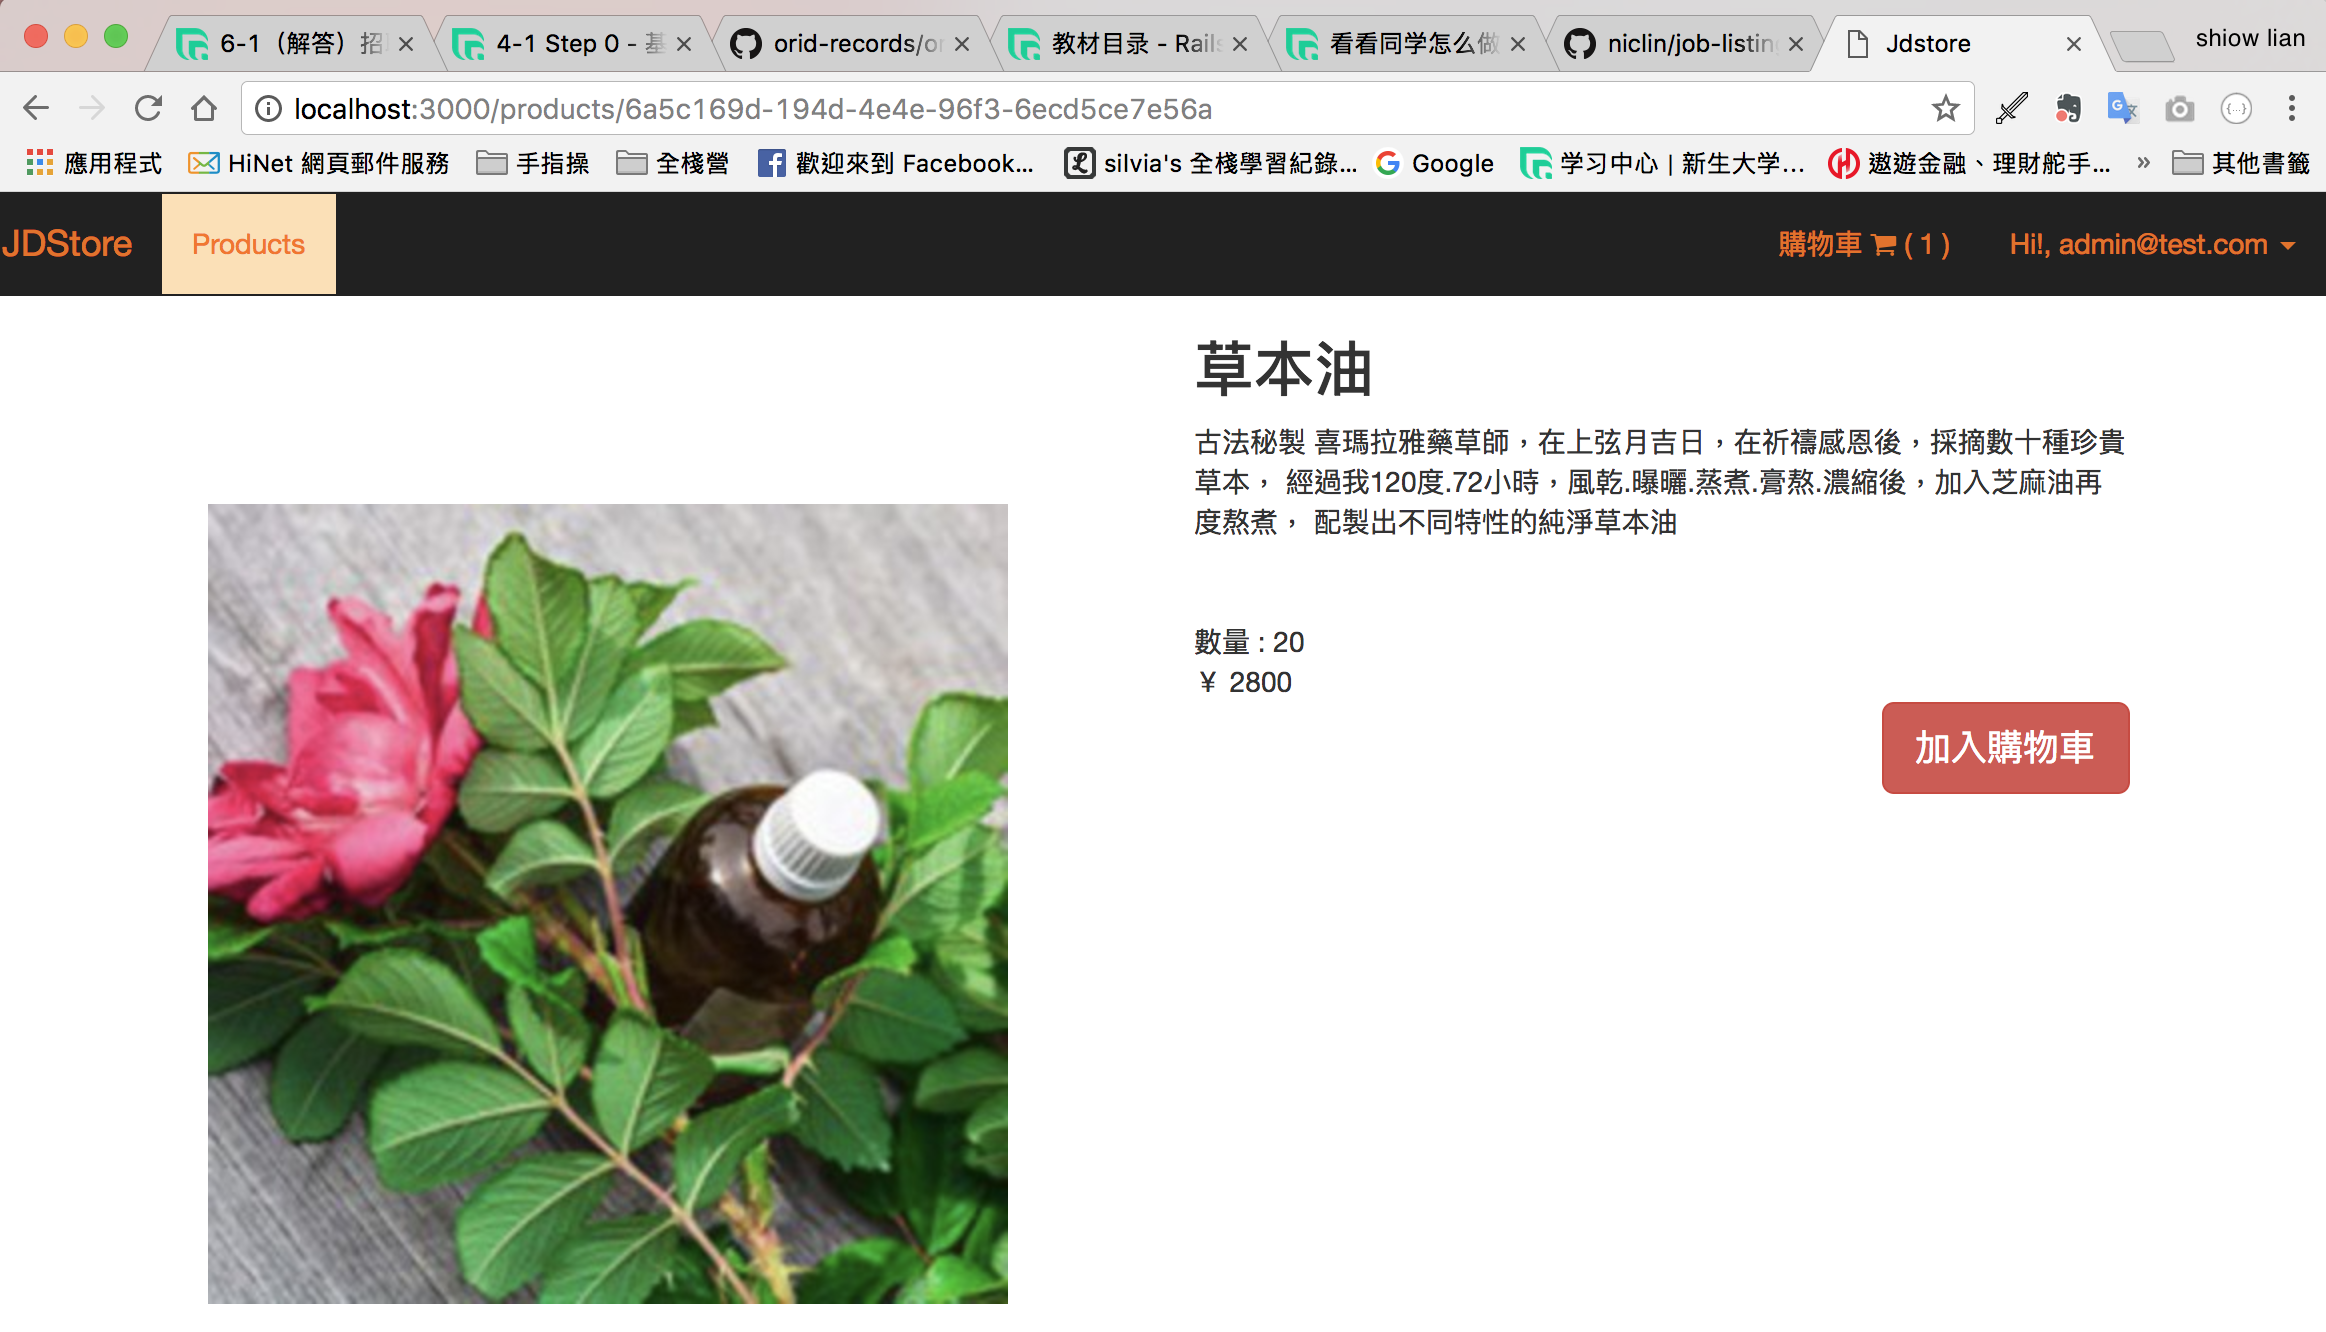 6-1（解答）招
4-1 Step 0 - 基
orid-records/or
教材目录 - Rails
看看同学怎么做
niclin/job-listing
Jdstore
shiow lian
localhost:3000/products/6a5c169d-194d-4e4e-96f3-6ecd5ce7e56a
應用程式
HiNet 網頁郵件服務
手指操
全棧營
歡迎來到 Facebook...
silvia's 全棧學習紀錄...
Google
学习中心 | 新生大学...
遨遊金融、理財舵手...
» 其他書籤
JDStore
Products
購物車 ( 1 )
Hi!, admin@test.com
草本油
古法秘製 喜瑪拉雅藥草師，在上弦月吉日，在祈禱感恩後，採摘數十種珍貴
草本， 經過我120度.72小時，風乾.曝曬.蒸煮.膏熬.濃縮後，加入芝麻油再
度熬煮， 配製出不同特性的純淨草本油
數量 : 20
¥ 2800
加入購物車